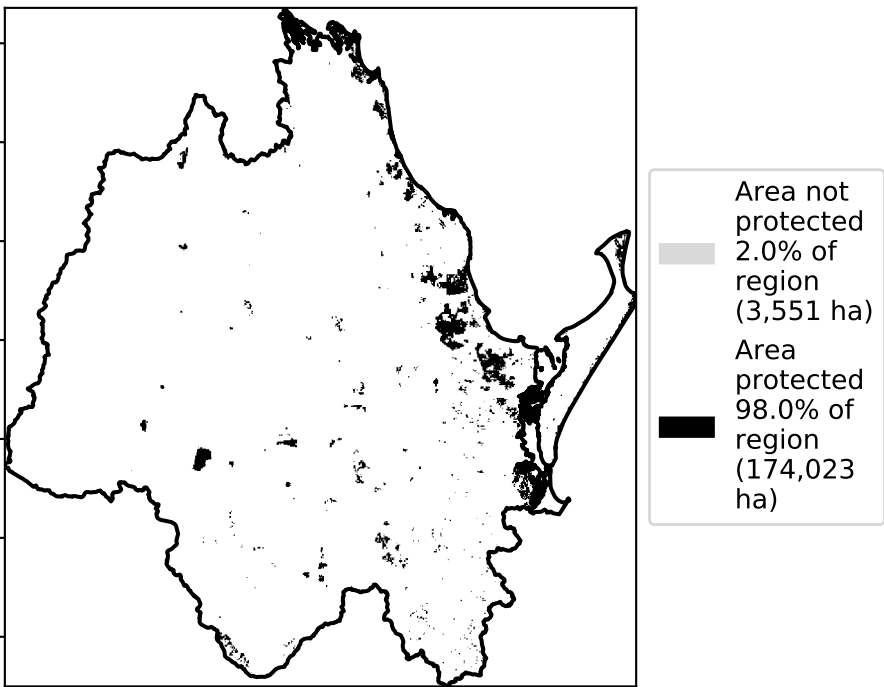 Area not
protected
2.0% of
region
(3,551 ha)
Area
protected
98.0% of
region
(174,023
ha)